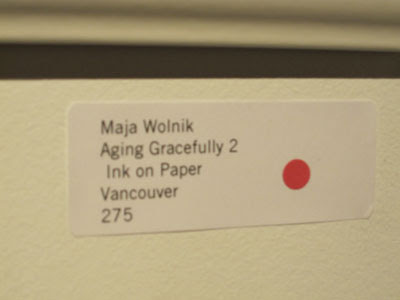 Maja Wolnik
Aging Gracefully 2
Ink on Paper
Vancouver
275